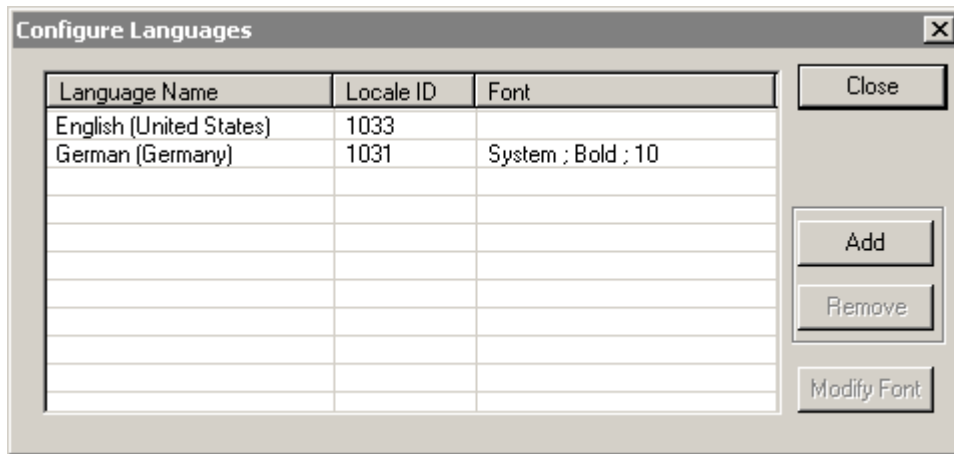 Configure Languages
Language Name Locale ID Font
English (United States) 1033
German (Germany) 1031 System ; Bold ; 10
Close
Add
Remove
Modify Font